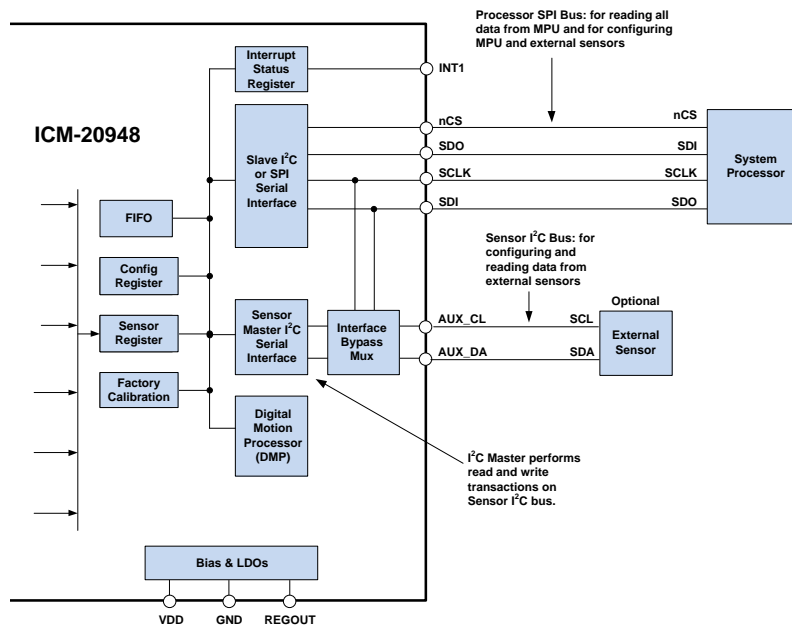 Processor SPI Bus: for reading all
data from MPU and for configuring
MPU and external sensors
Interrupt
Status
Register
INT1
ICM-20948
Slave I²C
or SPI
Serial
Interface
nCS
nCS
SDO
SDI
SCLK
SCLK
SDI
SDO
System
Processor
FIFO
Config
Register
Sensor
Register
Factory
Calibration
Sensor I²C Bus: for
configuring and
reading data from
external sensors
Sensor
Master I²C
Serial
Interface
Interface
Bypass
Mux
AUX_CL
SCL
AUX_DA
SDA
Optional
External
Sensor
Digital
Motion
Processor
(DMP)
I²C Master performs
read and write
transactions on
Sensor I²C bus.
Bias & LDOs
VDD
GND
REGOUT